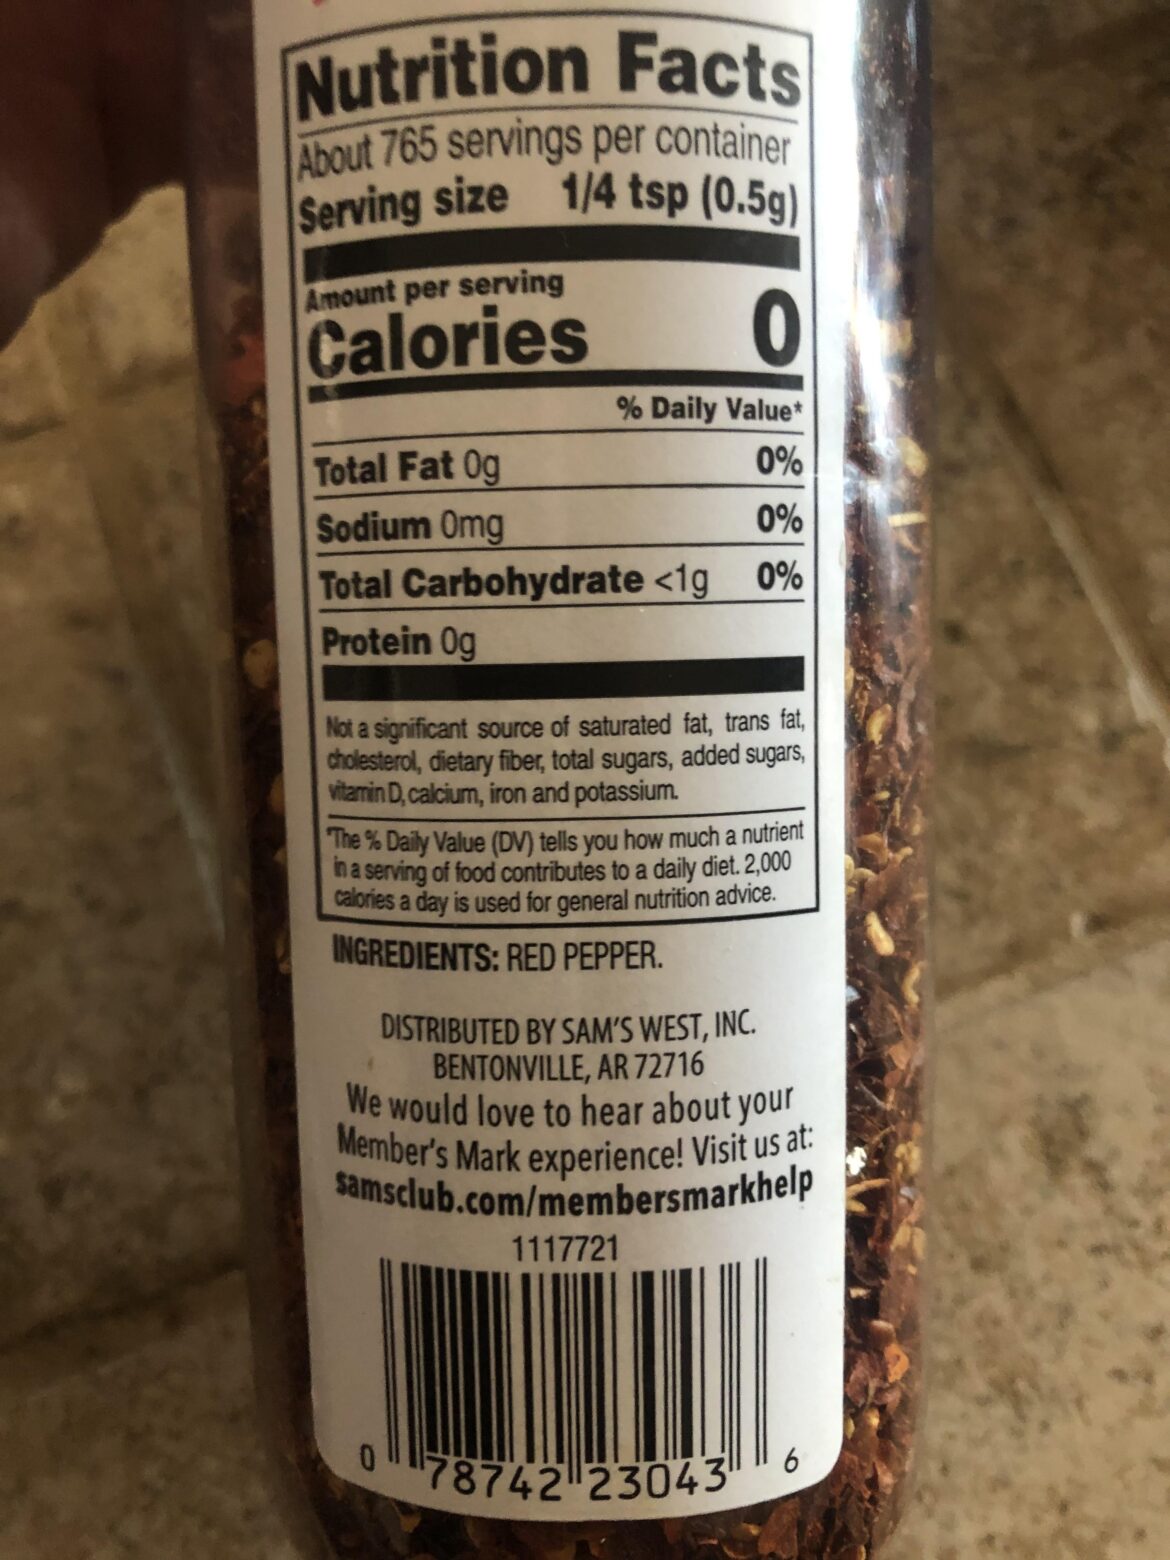 Nutrition Facts
About 765 servings per container
Serving size 1/4 tsp (0.5g)
Amount per serving
Calories 0
% Daily Value*
Total Fat 0g 0%
Sodium 0mg 0%
Total Carbohydrate <1g 0%
Protein 0g
Not a significant source of saturated fat, trans fat,
cholesterol, dietary fiber, total sugars, added sugars,
vitamin D, calcium, iron and potassium.
*The % Daily Value (DV) tells you how much a nutrient
in a serving of food contributes to a daily diet. 2,000
calories a day is used for general nutrition advice.
INGREDIENTS: RED PEPPER.
DISTRIBUTED BY SAM'S WEST, INC.
BENTONVILLE, AR 72716
We would love to hear about your
Member's Mark experience! Visit us at:
samsclub.com/membersmarkhelp
1117721
0 78742 23043 6